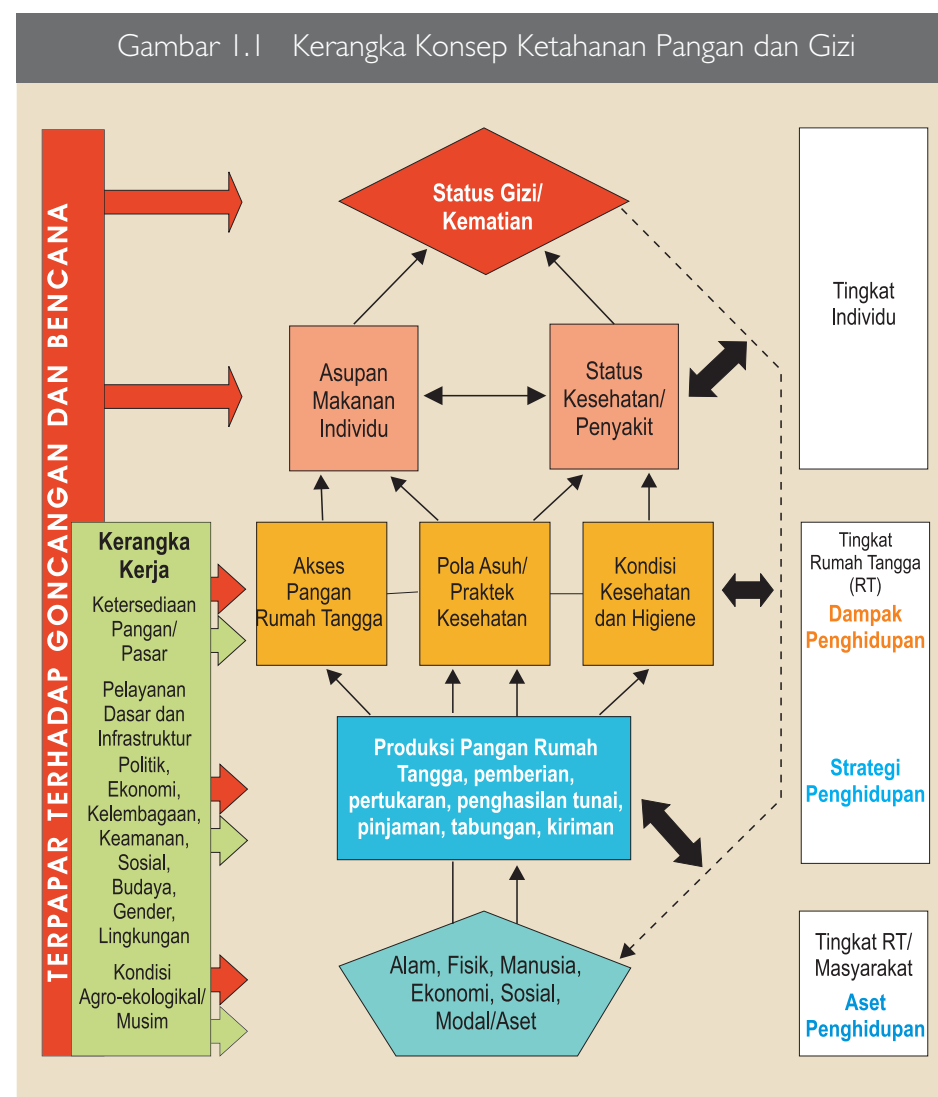 Gambar 1.1 Kerangka Konsep Ketahanan Pangan dan Gizi
TERPAPAR TERHADAP GONCANGAN DAN BENCANA
Status Gizi/
Kematian
Tingkat
Individu
Asupan
Makanan
Individu
Status
Kesehatan/
Penyakit
Kerangka
Kerja
Ketersediaan
Pangan/
Pasar
Pelayanan
Dasar dan
Infrastruktur
Politik,
Ekonomi,
Kelembagaan,
Keamanan,
Sosial,
Budaya,
Gender,
Lingkungan
Kondisi
Agro-ekologikal/
Musim
Akses
Pangan
Rumah Tangga
Pola Asuh/
Praktek
Kesehatan
Kondisi
Kesehatan
dan Higiene
Tingkat
Rumah Tangga
(RT)
Dampak
Penghidupan
Strategi
Penghidupan
Produksi Pangan Rumah
Tangga, pemberian,
pertukaran, penghasilan tunai,
pinjaman, tabungan, kiriman
Alam, Fisik, Manusia,
Ekonomi, Sosial,
Modal/Aset
Tingkat RT/
Masyarakat
Aset
Penghidupan